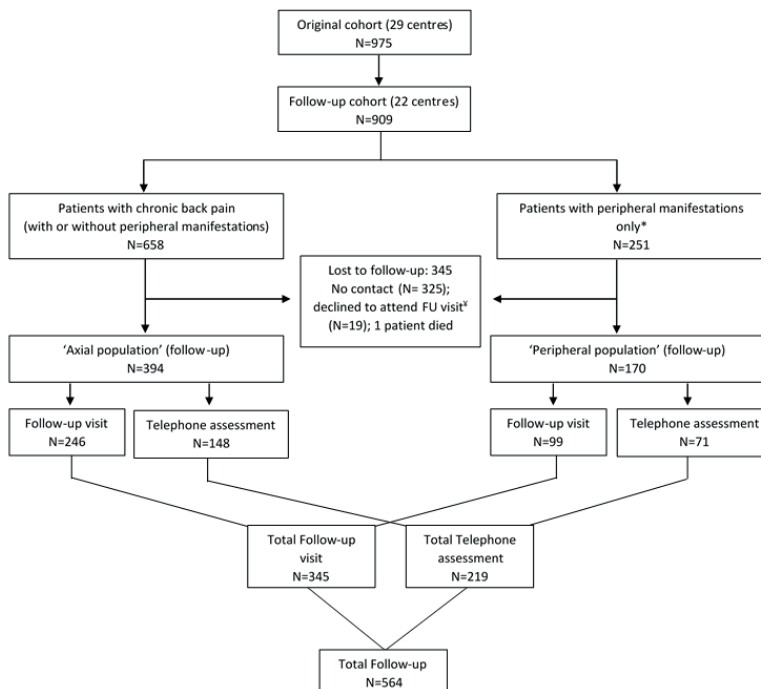 Original cohort (29 centres)
N=975
Follow-up cohort (22 centres)
N=909
Patients with chronic back pain
(with or without peripheral manifestations)
N=658
Patients with peripheral manifestations
only*
N=251
Lost to follow-up: 345
No contact (N= 325);
declined to attend FU visit¥
(N=19); 1 patient died
‘Axial population’ (follow-up)
N=394
‘Peripheral population’ (follow-up)
N=170
Follow-up visit
N=246
Telephone assessment
N=148
Follow-up visit
N=99
Telephone assessment
N=71
Total Follow-up
visit
N=345
Total Telephone
assessment
N=219
Total Follow-up
N=564